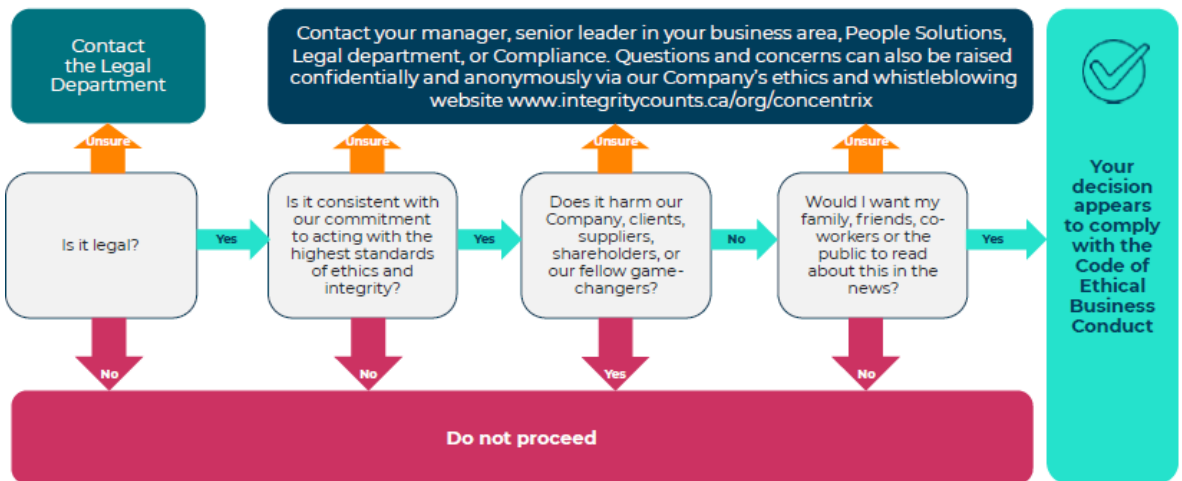 Contact
the Legal
Department
Contact your manager, senior leader in your business area, People Solutions,
Legal department, or Compliance. Questions and concerns can also be raised
confidentially and anonymously via our Company's ethics and whistleblowing
website www.integritycounts.ca/org/concentrix
Unsure
Unsure
Unsure
Unsure
Is it legal?
Yes
Is it consistent with
our commitment
to acting with the
highest standards
of ethics and
integrity?
Yes
Does it harm our
Company, clients,
suppliers,
shareholders, or
our fellow game-
changers?
No
Would I want my
family, friends, co-
workers or the
public to read
about this in the
news?
Yes
Your
decision
appears
to comply
with the
Code of
Ethical
Business
Conduct
No
No
Yes
No
Do not proceed